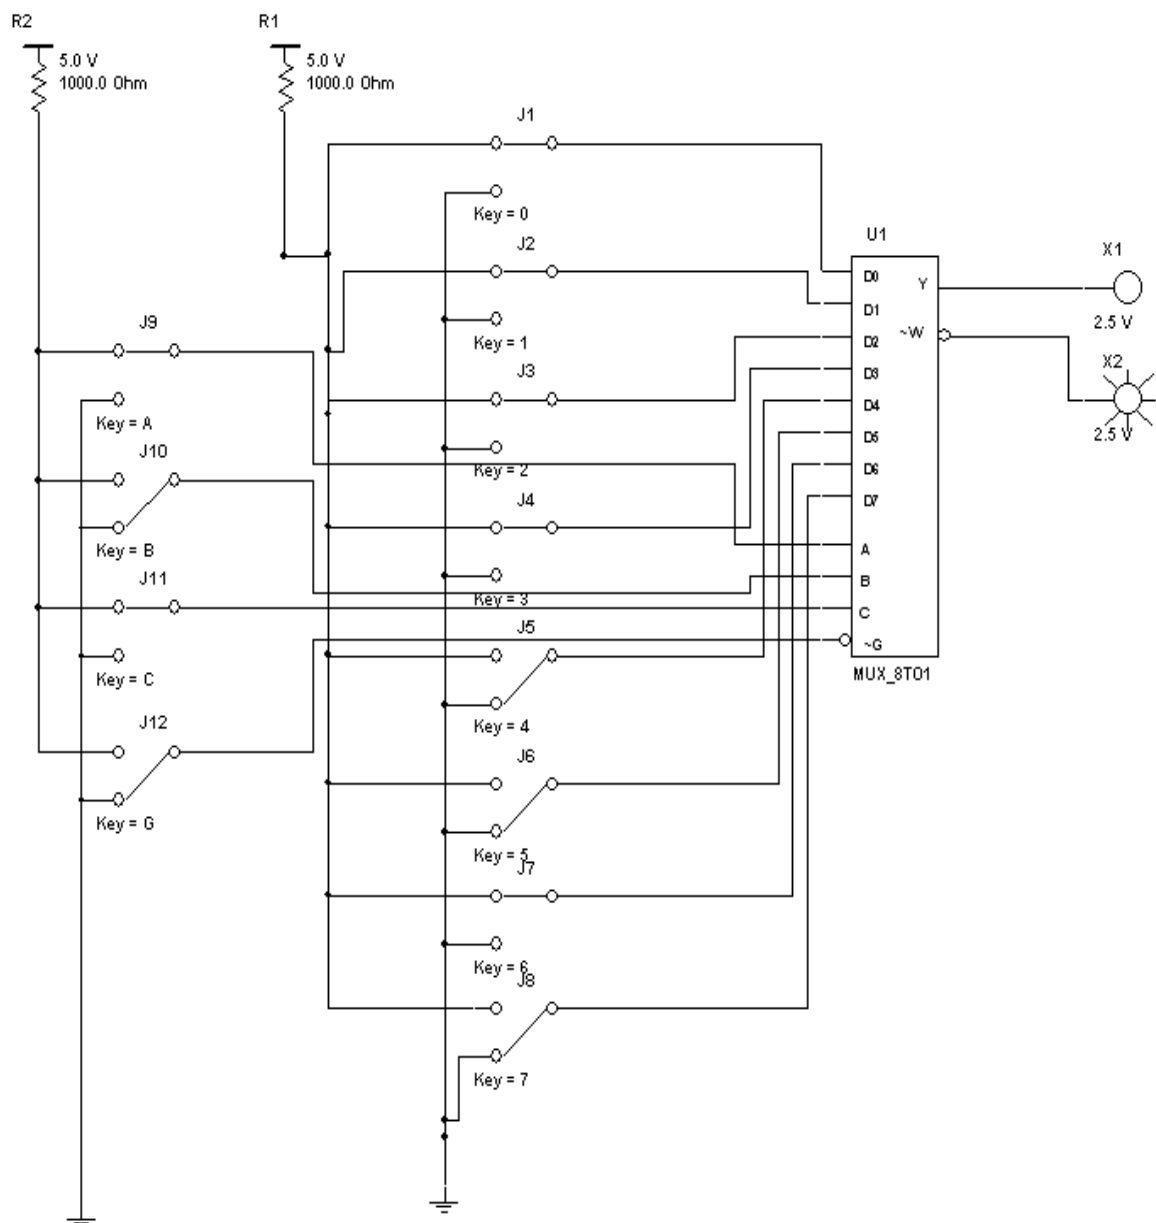 R2
R1
5.0 V
1000.0 Ohm
5.0 V
1000.0 Ohm
J1
Key = 0
J2
Key = 1
J3
Key = 2
J4
Key = 3
J5
Key = 4
J6
Key = 5
J7
Key = 6
J8
Key = 7
J9
Key = A
J10
Key = B
J11
Key = C
J12
Key = G
U1
D0
D1
D2
D3
D4
D5
D6
D7
A
B
C
~G
Y
~W
MUX_8TO1
X1
2.5 V
X2
2.5 V